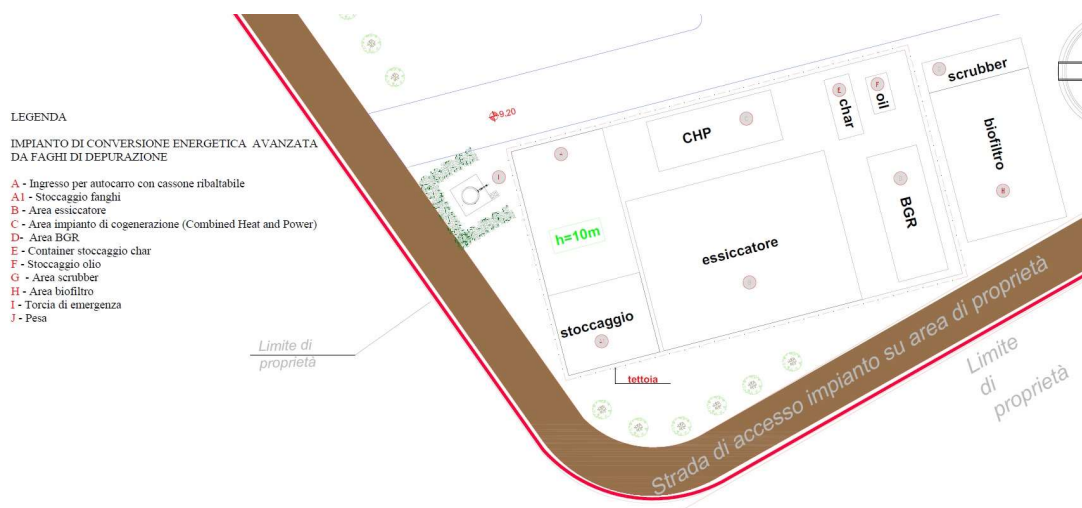 LEGENDA
IMPIANTO DI CONVERSIONE ENERGETICA AVANZATA
DA FAGHI DI DEPURAZIONE
A - Ingresso per autocarro con cassone ribaltabile
A1 - Stoccaggio fanghi
B - Area essiccatore
C - Area impianto di cogenerazione (Combined Heat and Power)
D- Area BGR
E - Container stoccaggio char
F - Stoccaggio olio
G - Area scrubber
H - Area biofiltro
I - Torcia di emergenza
J - Pesa
Limite di
proprietà
9.20
I
h=10m
stoccaggio
tettoia
CHP
essiccatore
E
char
F
oil
BGR
scrubber
biofiltro
H
Strada di accesso impianto su area di proprietà
Limite
di
proprietà